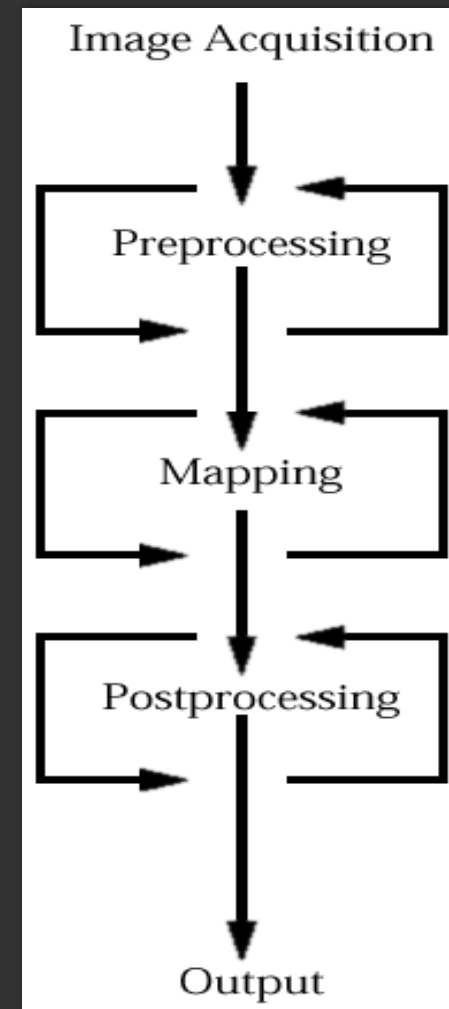 Image Acquisition
Preprocessing
Mapping
Postprocessing
Output